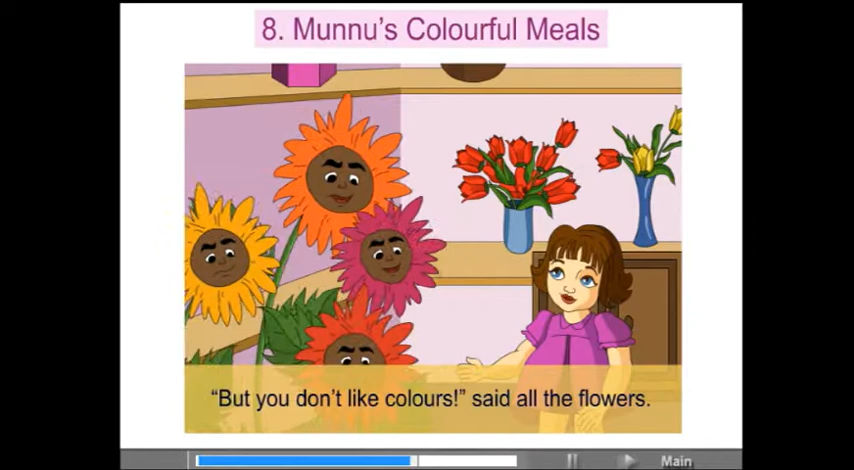 8. Munnu's Colourful Meals
"But you don't like colours!" said all the flowers.
Main